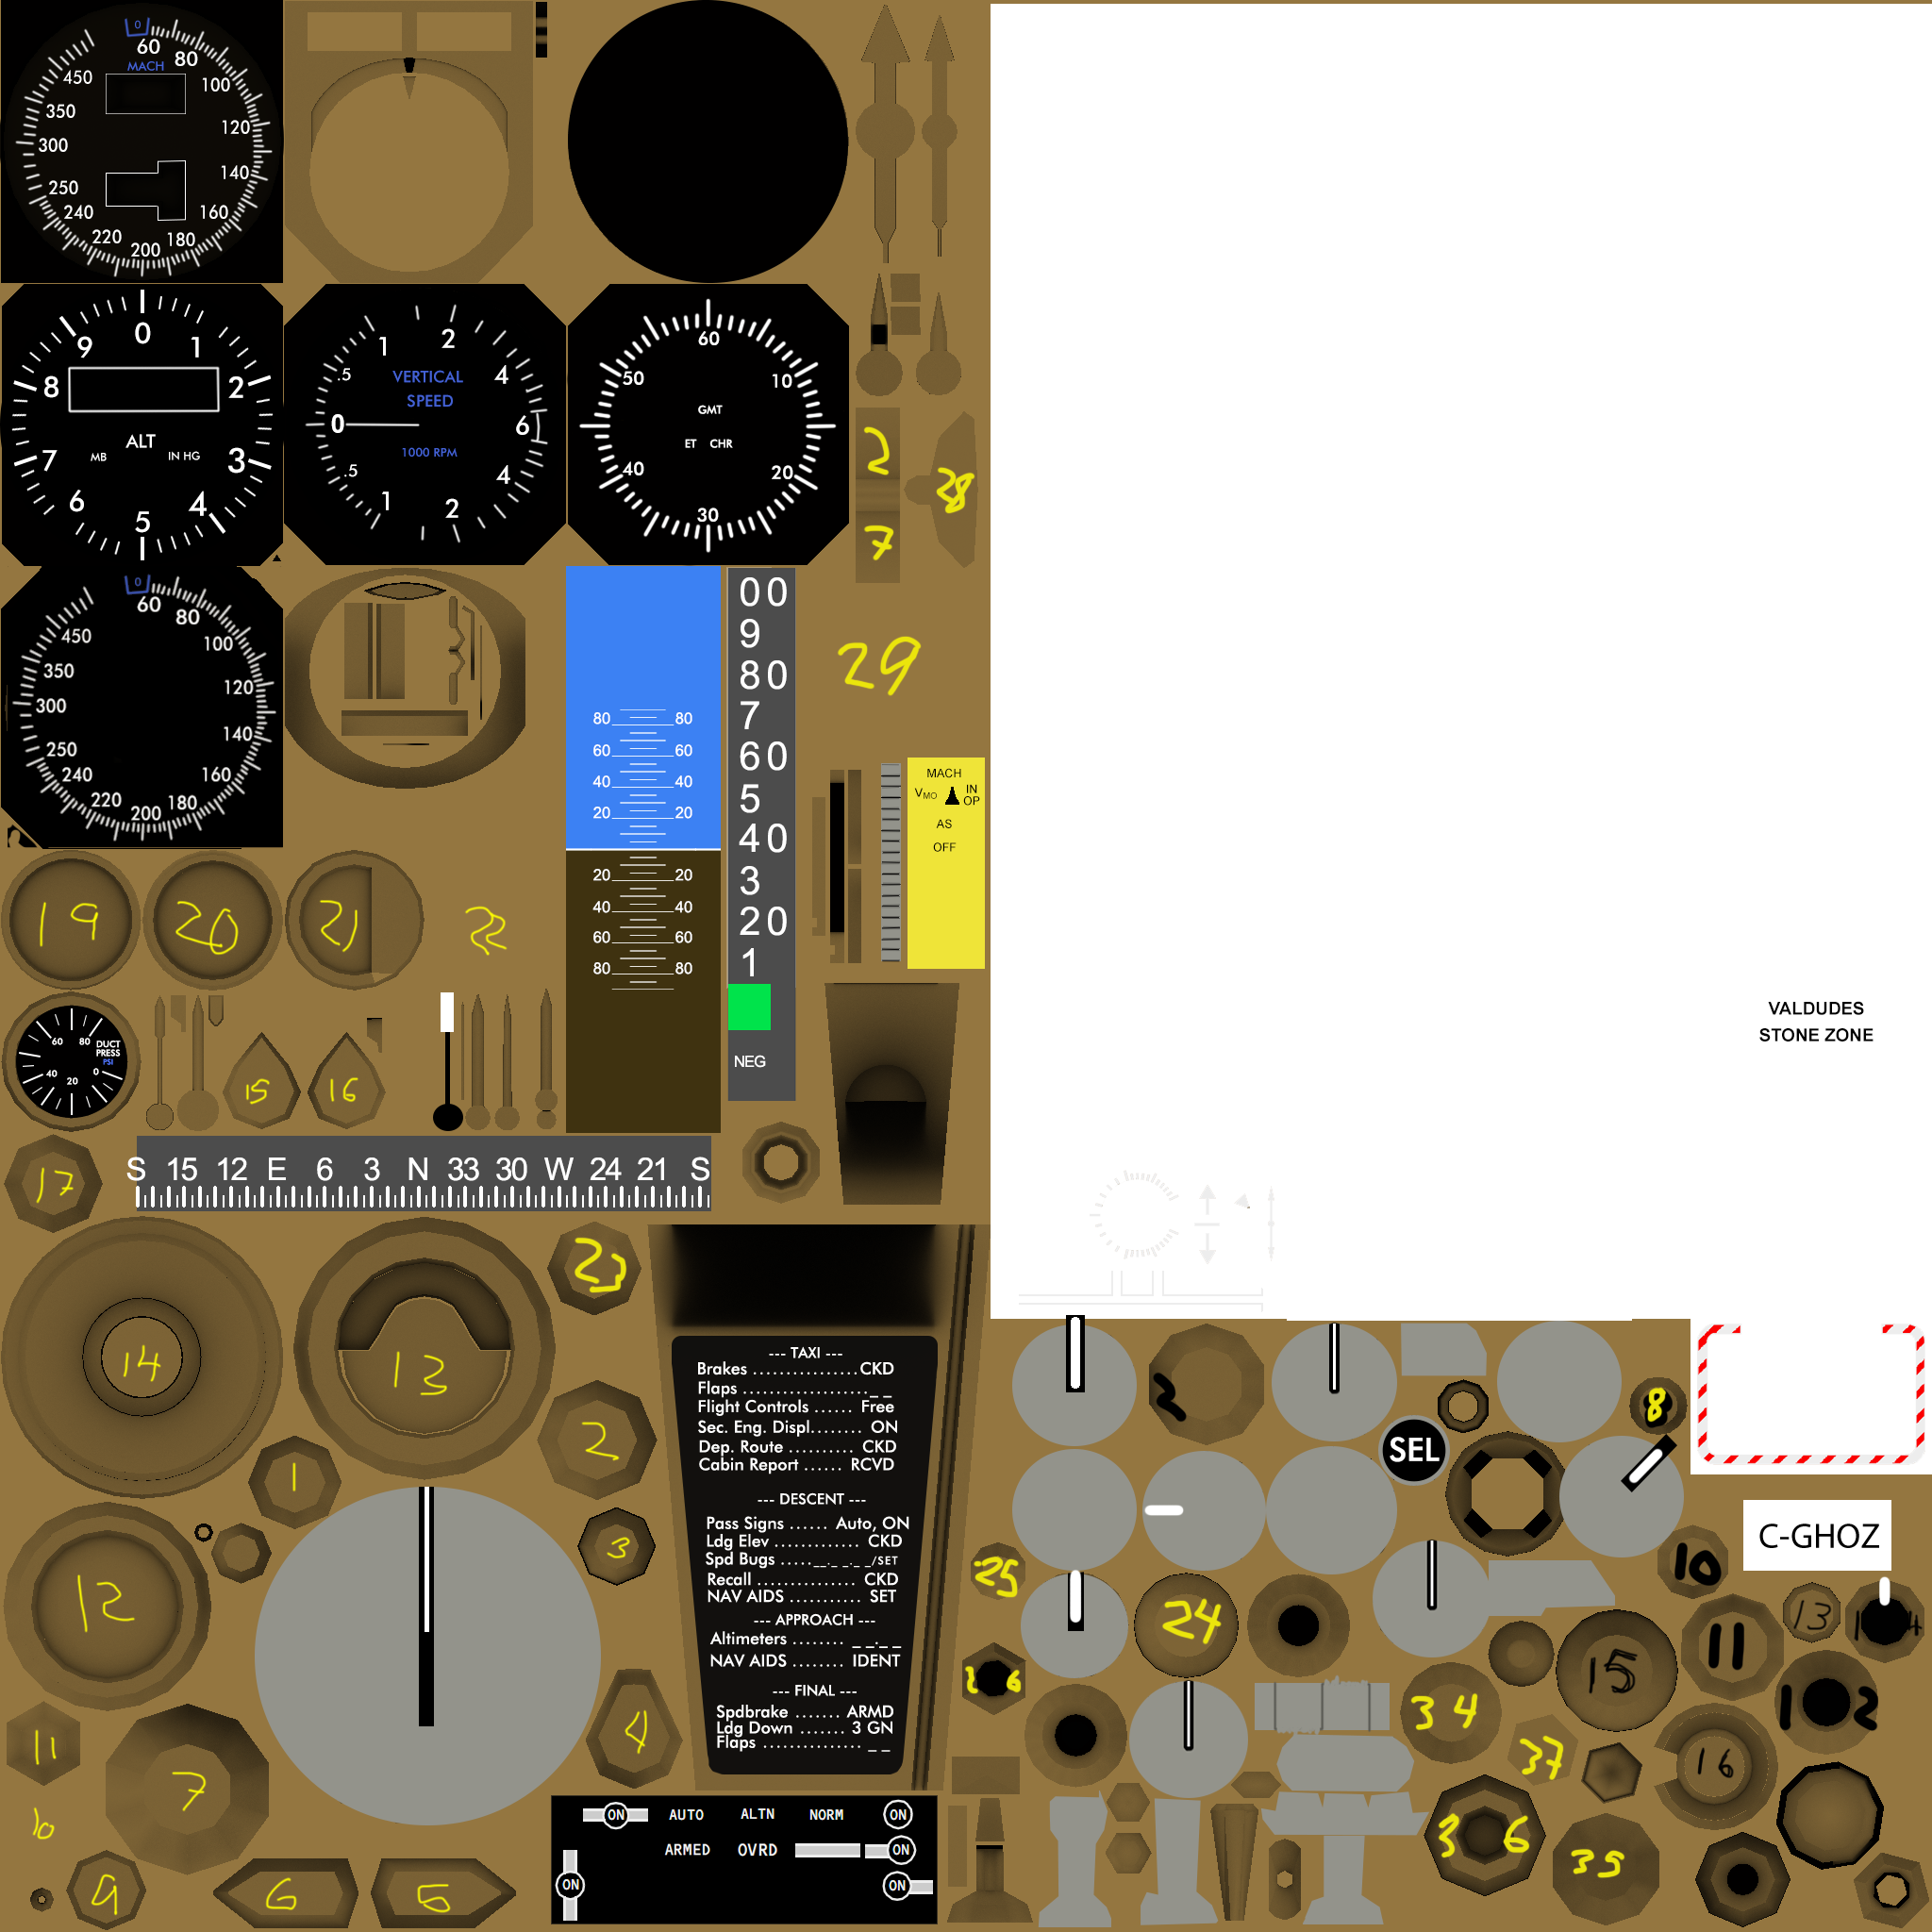 0
60
MACH
80
100
120
140
160
180
200
220
240
250
300
350
450
0
1
2
3
4
5
6
7
8
9
ALT
MB IN HG
2
1
4
.5
VERTICAL
SPEED
0
6
1000 RPM
.5
4
1
2
60
50
10
GMT
ET CHR
40
20
30
2
7
28
0
60
80
100
120
140
160
180
200
220
240
250
300
350
450
80 80
60 60
40 40
20 20
20 20
40 40
60 60
80 80
00
9
80
7
60
5
40
3
20
1
NEG
29
MACH
VMO IN
OP
AS
OFF
19
20
21
22
60 80 DUCT
PRESS
PSI
40 20 0
15
16
17
S 15 12 E 6 3 N 33 30 W 24 21 S
VALDUDES
STONE ZONE
14
13
23
1
2
3
12
4
11
7
10
9
6
5
--- TAXI ---
Brakes ................CKD
Flaps ...................._ _
Flight Controls ...... Free
Sec. Eng. Displ........ ON
Dep. Route .......... CKD
Cabin Report ...... RCVD
--- DESCENT ---
Pass Signs ...... Auto, ON
Ldg Elev ............. CKD
Spd Bugs .....__._ _._ _/SET
Recall ............... CKD
NAV AIDS ........... SET
--- APPROACH ---
Altimeters ........ _ _._ _
NAV AIDS ........ IDENT
--- FINAL ---
Spdbrake ....... ARMD
Ldg Down ....... 3 GN
Flaps ............... _ _
ON AUTO ALTN NORM ON
ARMED OVRD ON
ON ON
2
8
SEL
C-GHOZ
25
24
10
13
14
11
15
26
34
12
37
16
36
35